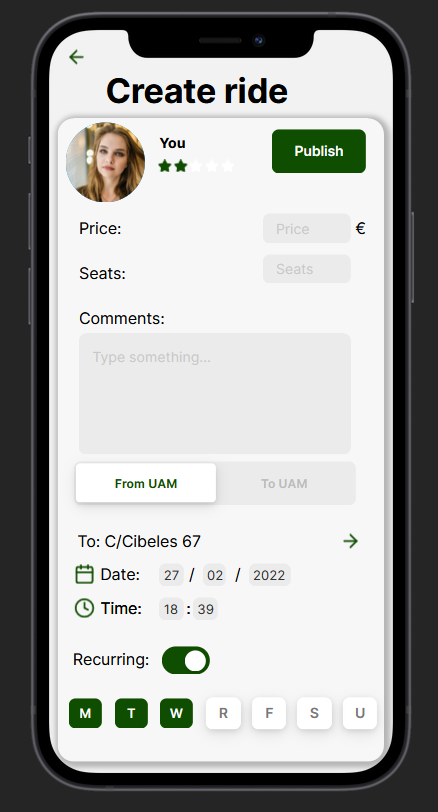 Create ride
You
Publish
Price:
Price €
Seats:
Seats
Comments:
Type something...
From UAM To UAM
To: C/Cibeles 67
Date: 27 / 02 / 2022
Time: 18 : 39
Recurring:
M T W R F S U